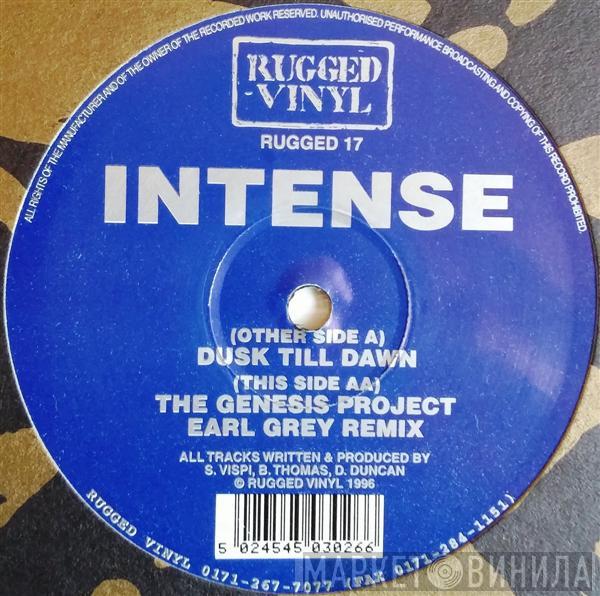 ALL RIGHTS OF THE MANUFACTURER AND OF THE OWNER OF THE RECORDED WORK RESERVED. UNAUTHORISED PERFORMANCE BROADCASTING AND COPYING OF THIS RECORD PROHIBITED.
RUGGED
VINYL
RUGGED 17
INTENSE
(OTHER SIDE A)
DUSK TILL DAWN
(THIS SIDE AA)
THE GENESIS PROJECT
EARL GREY REMIX
ALL TRACKS WRITTEN & PRODUCED BY
S. VISPI, B. THOMAS, D. DUNCAN
© RUGGED VINYL 1996
5 024545 030266
RUGGED VINYL 0171-267-7077 (FAX 0171-284-1151)
МАРКЕТ ВИНИЛА